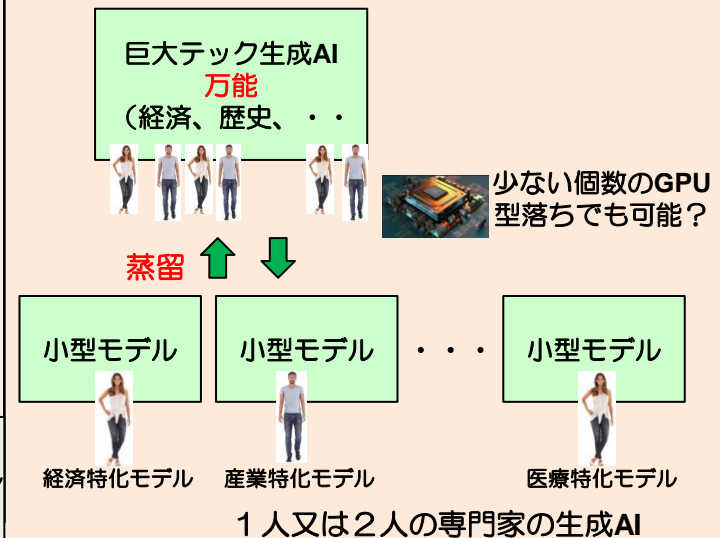 巨大テック生成AI
万能
（経済、歴史、・・
少ない個数のGPU
型落ちでも可能？
蒸留
小型モデル
小型モデル
・・・
小型モデル
経済特化モデル
産業特化モデル
医療特化モデル
１人又は２人の専門家の生成AI